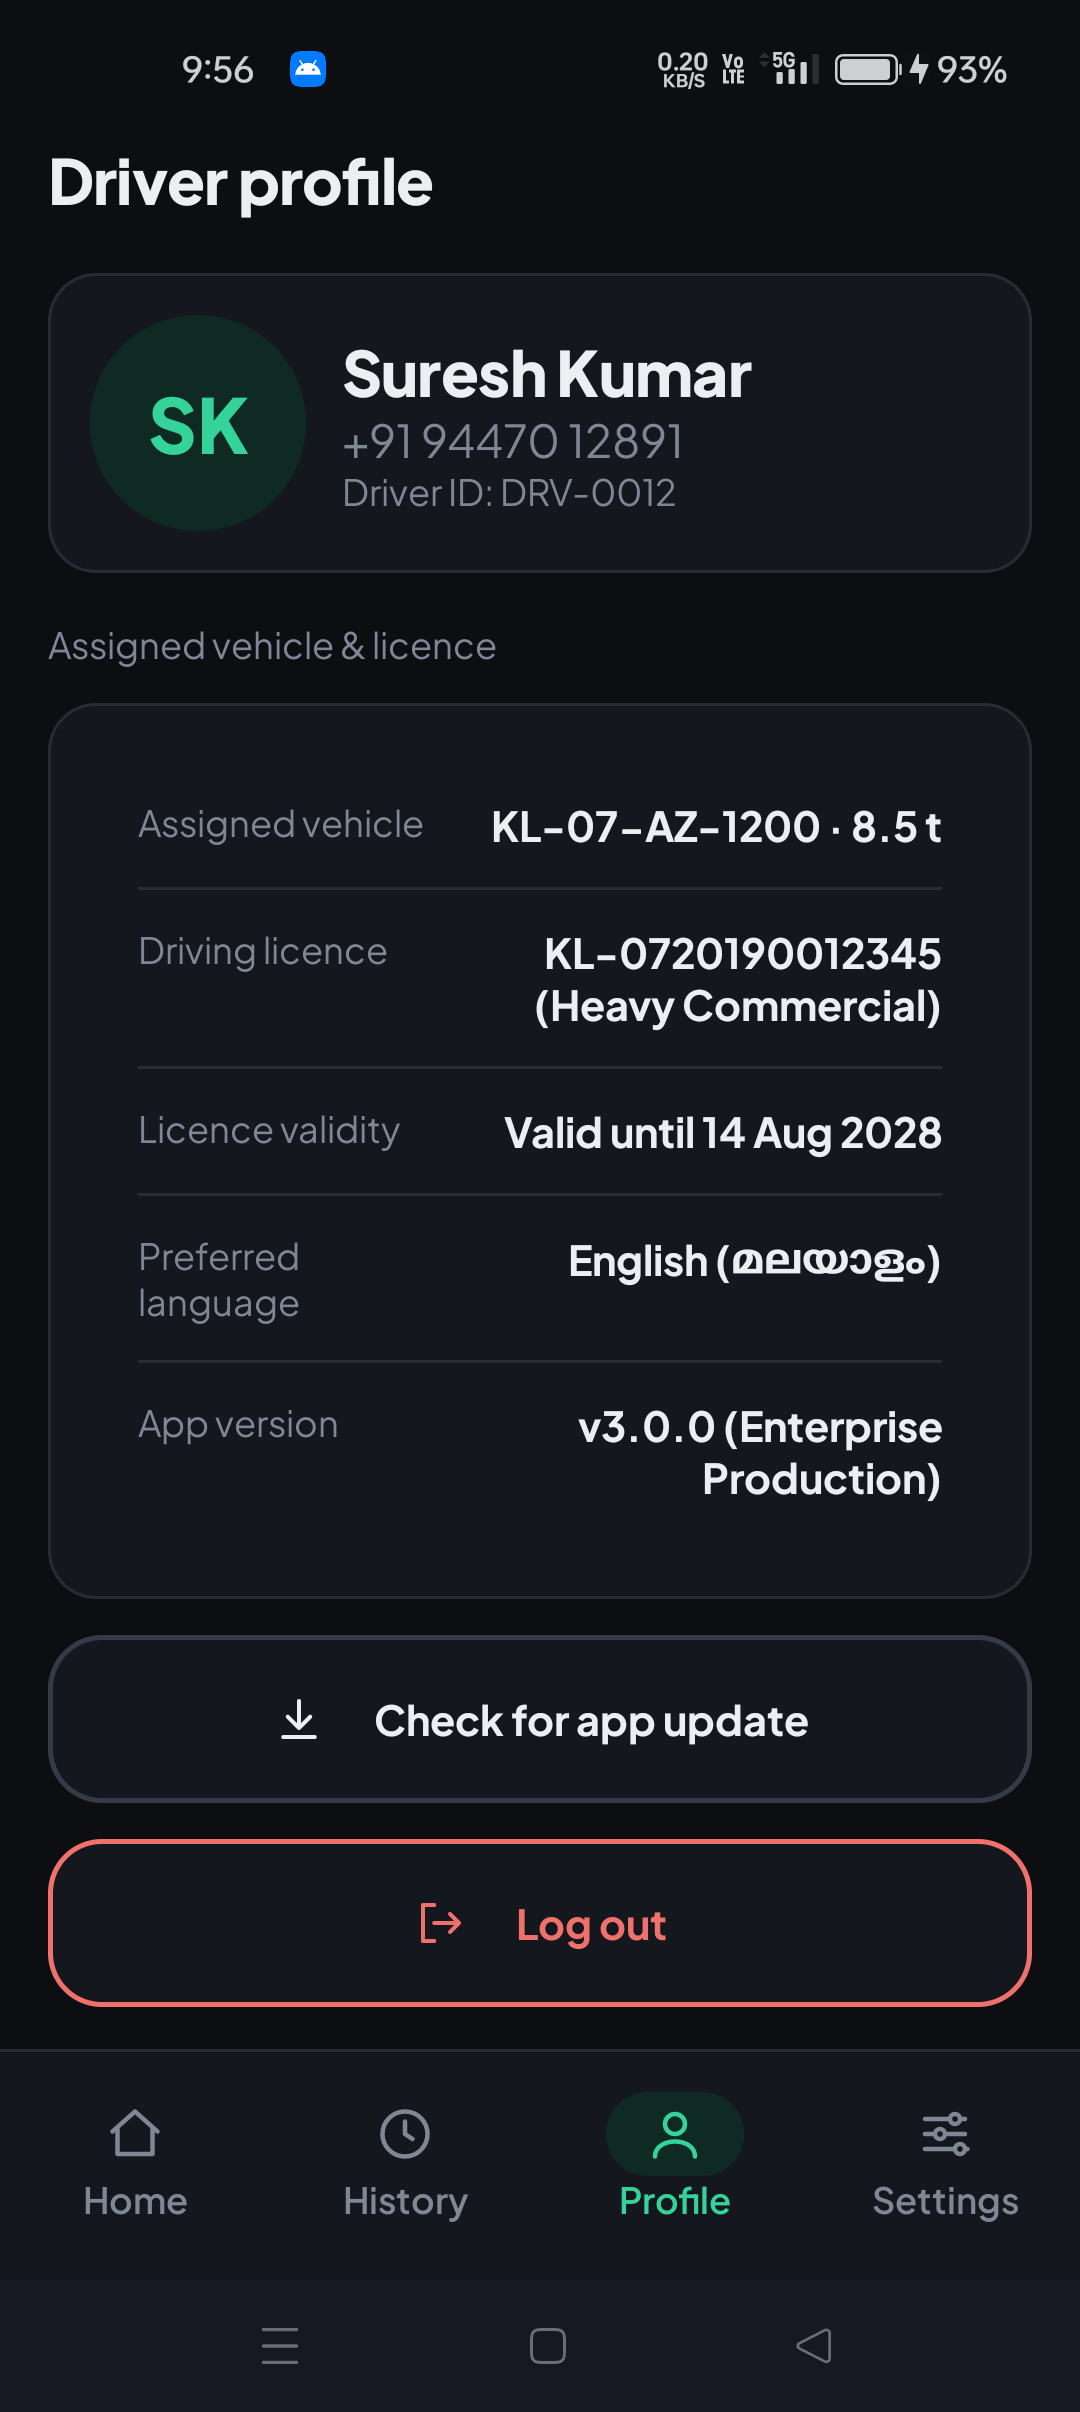 9:56
0.20 KB/S Vo LTE 5G 93%
Driver profile
SK
Suresh Kumar
+91 94470 12891
Driver ID: DRV-0012
Assigned vehicle & licence
Assigned vehicle KL-07-AZ-1200 · 8.5 t
Driving licence KL-0720190012345
(Heavy Commercial)
Licence validity Valid until 14 Aug 2028
Preferred language English (മലയാളം)
App version v3.0.0 (Enterprise
Production)
Check for app update
Log out
Home History Profile Settings